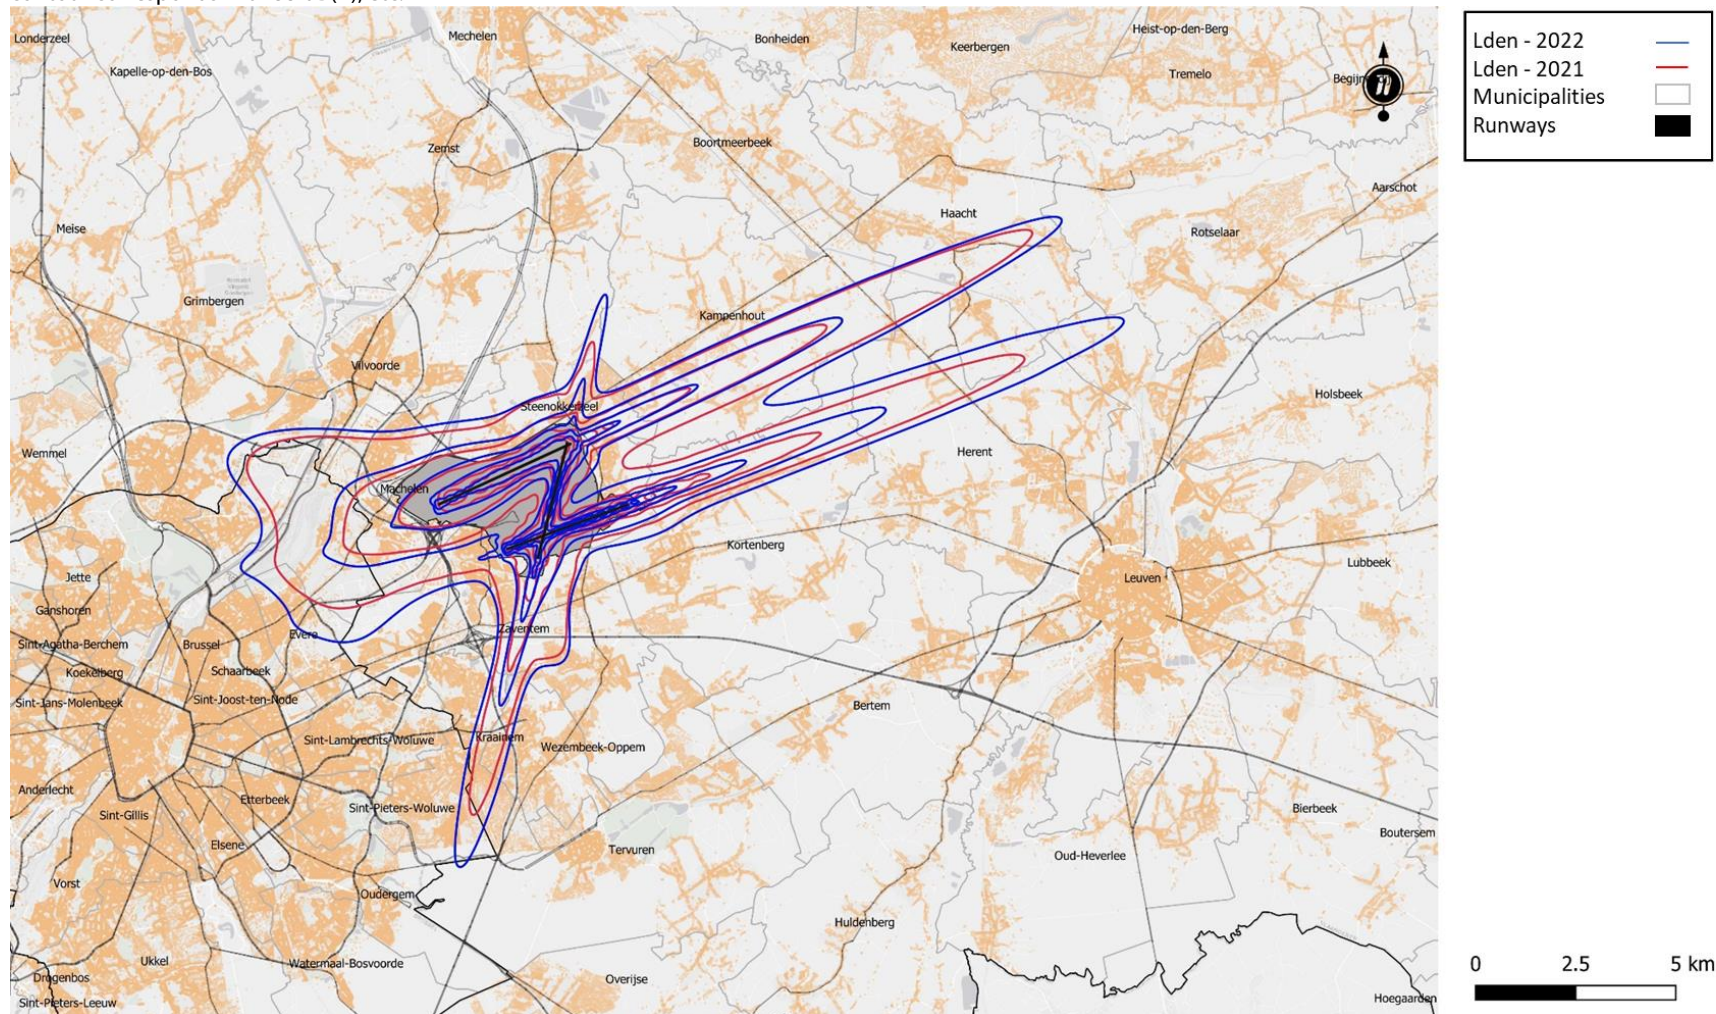 Londerzeel
Mechelen
Bonheiden
Heist-op-den-Berg
Keerbergen
Kapelle-op-den-Bos
Tremelo
Zemst
Boortmeerbeek
Aarschot
Haacht
Meise
Rotselaar
Grimbergen
Kampenhout
Vilvoorde
Holsbeek
Steenokkerzeel
Wemmel
Herent
Machelen
Kortenberg
Lubbeek
Jette
Leuven
Ganshoren
Zaventem
Evere
Sint-Agatha-Berchem
Brussel
Koekelberg
Schaarbeek
Sint-Jans-Molenbeek
Sint-Joost-ten-Node
Bertem
Sint-Lambrechts-Woluwe
Kraainem
Wezembeek-Oppem
Anderlecht
Etterbeek
Sint-Pieters-Woluwe
Bierbeek
Sint-Gillis
Boutersem
Elsene
Tervuren
Oud-Heverlee
Vorst
Oudergem
Huldenberg
Ukkel
Watermaal-Bosvoorde
Drogenbos
Overijse
Sint-Pieters-Leeuw
Hoegaarden
Lden - 2022
Lden - 2021
Municipalities
Runways
0 2.5 5 km